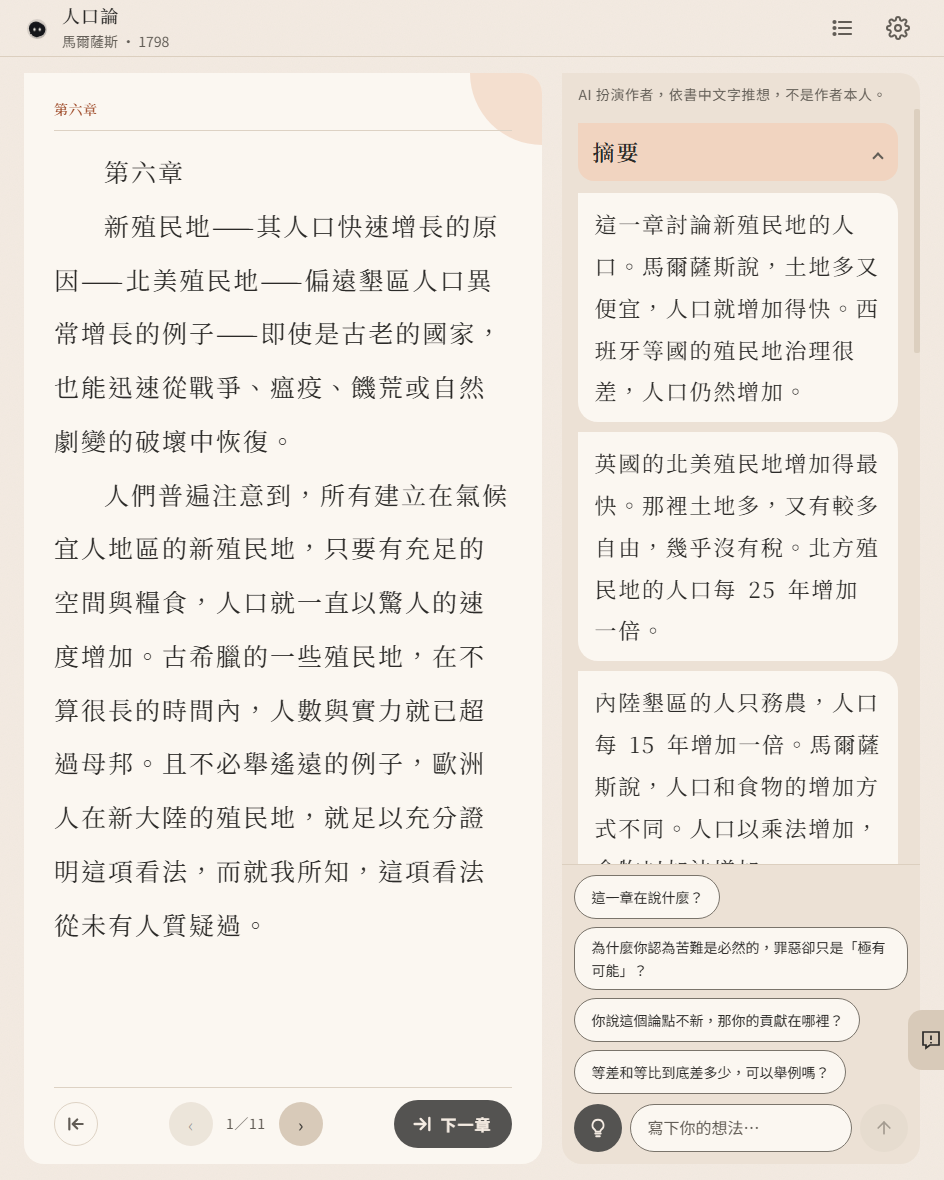 人口論
馬爾薩斯 • 1798
第六章
第六章
新殖民地——其人口快速增長的原
因——北美殖民地——偏遠墾區人口異
常增長的例子——即使是古老的國家，
也能迅速從戰爭、瘟疫、饑荒或自然
劇變的破壞中恢復。
人們普遍注意到，所有建立在氣候
宜人地區的新殖民地，只要有充足的
空間與糧食，人口就一直以驚人的速
度增加。古希臘的一些殖民地，在不
算很長的時間內，人數與實力就已超
過母邦。且不必舉遙遠的例子，歐洲
人在新大陸的殖民地，就足以充分證
明這項看法，而就我所知，這項看法
從未有人質疑過。
1／11
下一章
AI 扮演作者，依書中文字推想，不是作者本人。
摘要
這一章討論新殖民地的人
口。馬爾薩斯說，土地多又
便宜，人口就增加得快。西
班牙等國的殖民地治理很
差，人口仍然增加。
英國的北美殖民地增加得最
快。那裡土地多，又有較多
自由，幾乎沒有稅。北方殖
民地的人口每 25 年增加
一倍。
內陸墾區的人只務農，人口
每 15 年增加一倍。馬爾薩
斯說，人口和食物的增加方
式不同。人口以乘法增加，
這一章在說什麼？
為什麼你認為苦難是必然的，罪惡卻只是「極有
可能」？
你說這個論點不新，那你的貢獻在哪裡？
等差和等比到底差多少，可以舉例嗎？
寫下你的想法⋯